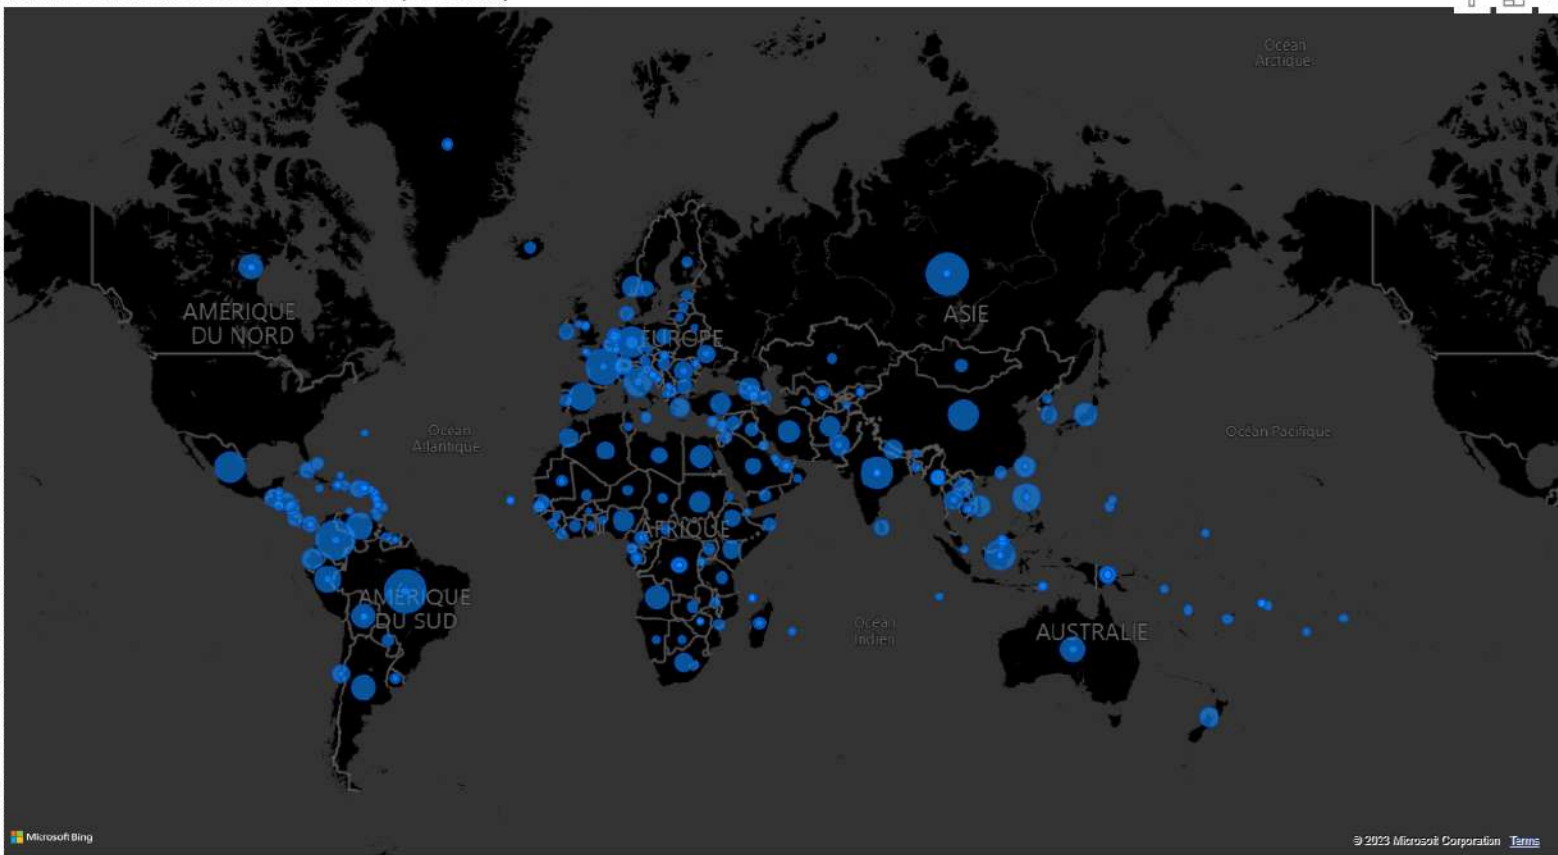 Océan
Arctique
AMÉRIQUE
DU NORD
EUROPE
ASIE
Océan
Atlantique
Océan Pacifique
AFRIQUE
AMÉRIQUE
DU SUD
Océan
Indien
AUSTRALIE
Microsoft Bing
© 2023 Microsoft Corporation Terms